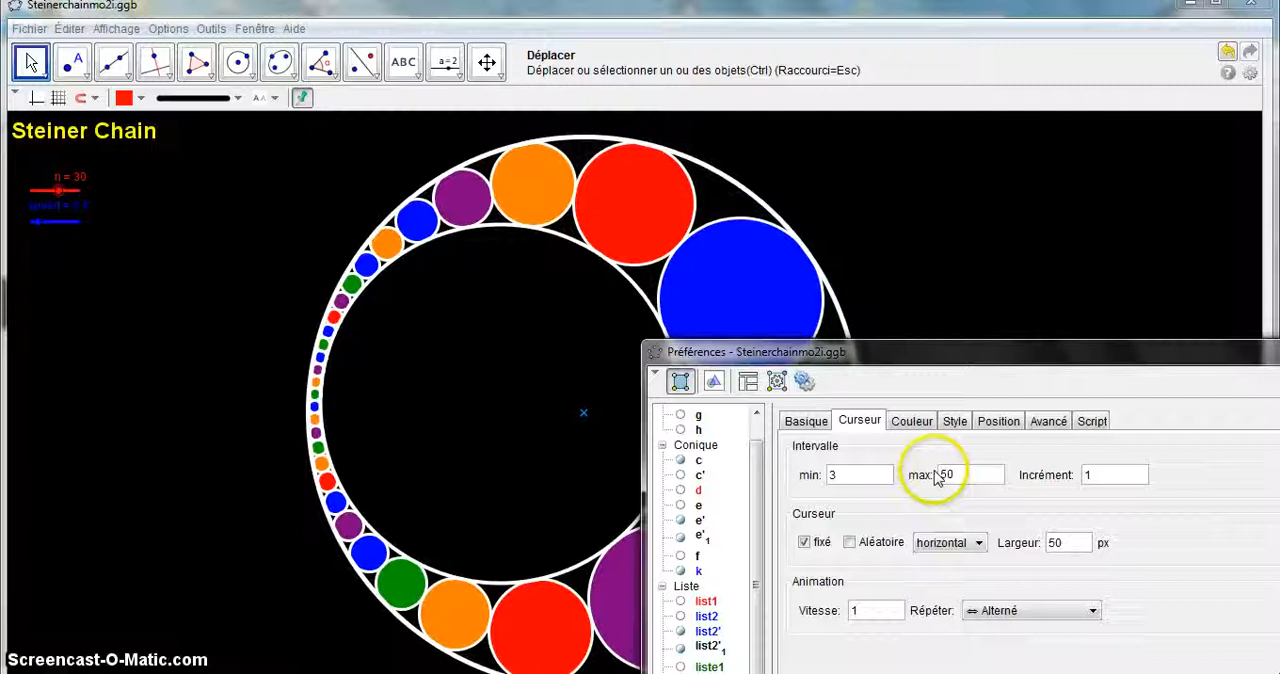 Steinerchainmo2i.ggb
Fichier Éditer Affichage Options Outils Fenêtre Aide
A ABC a=2
Déplacer
Déplacer ou sélectionner un ou des objets(Ctrl) (Raccourci=Esc)
AA
Steiner Chain
n = 30
Préférences - Steinerchainmo2i.ggb
g
h
Conique
c
c'
d
e
e'
e'₁
f
k
Liste
list1
list2
list2'
list2'₁
liste1
Basique Curseur Couleur Style Position Avancé Script
Intervalle
min: 3 max: 50 Incrément: 1
Curseur
fixé Aléatoire horizontal Largeur: 50 px
Animation
Vitesse: 1 Répéter: ⇔ Alterné
Screencast-O-Matic.com